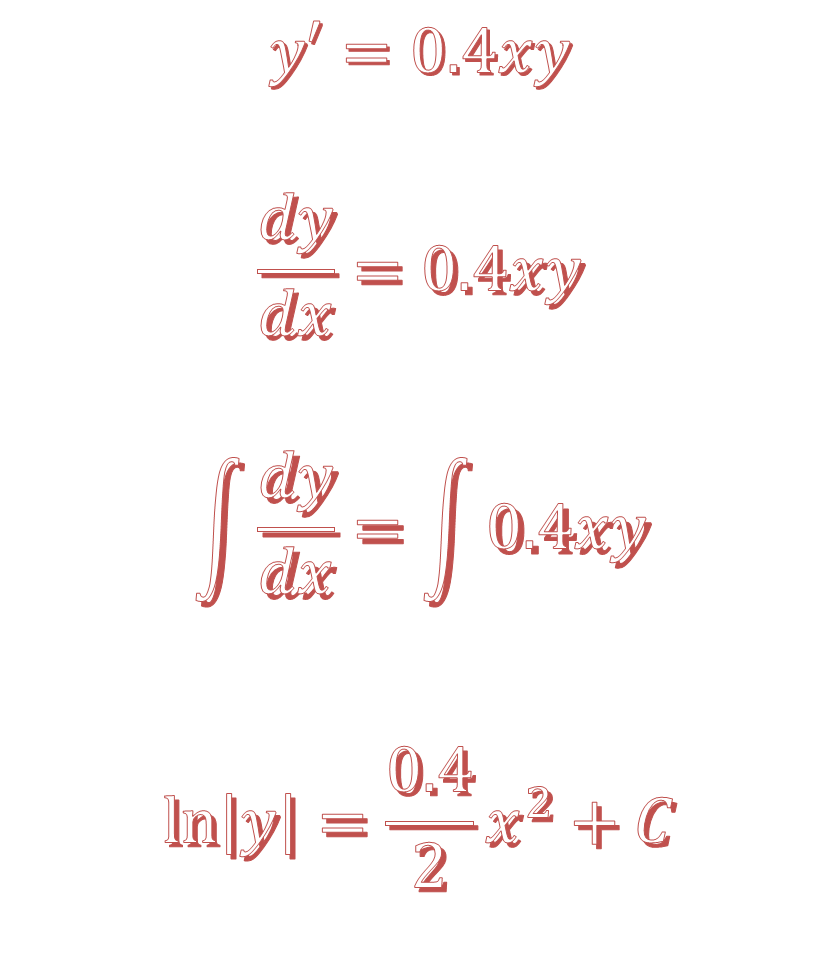 y′ = 0.4xy
dy/dx = 0.4xy
∫ dy/dx = ∫ 0.4xy
ln|y| = 0.4/2 x² + C